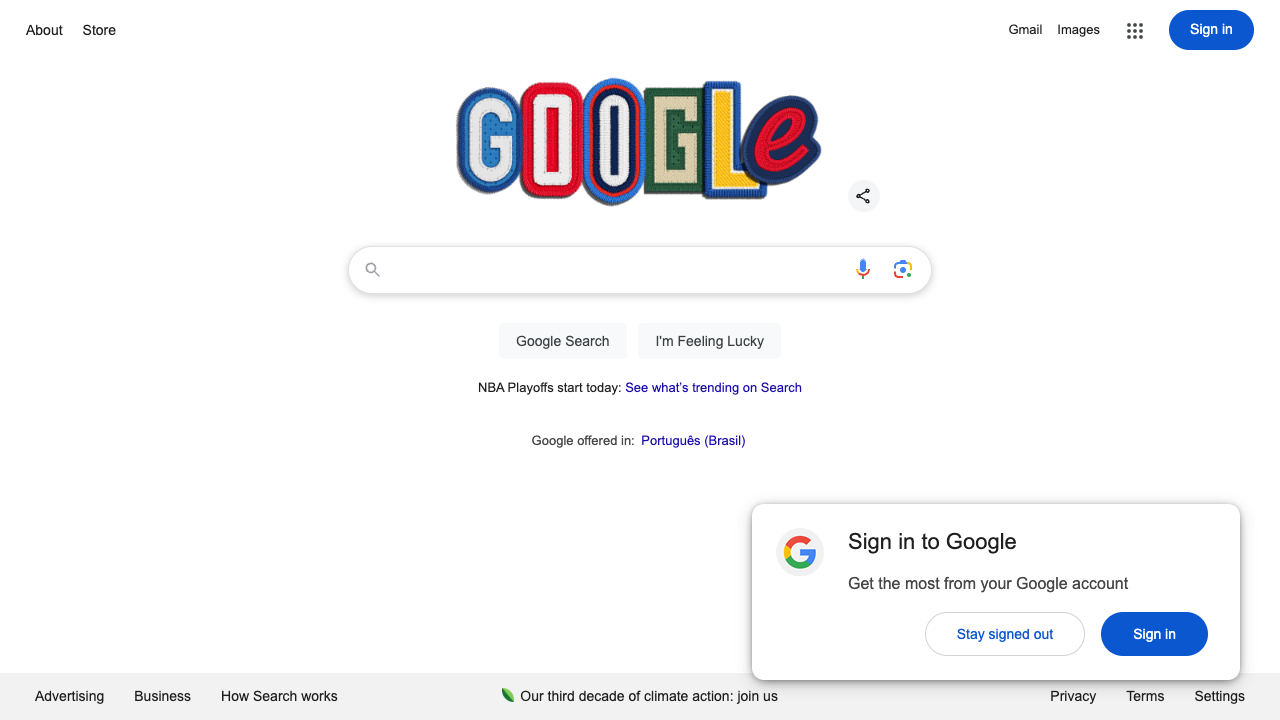 About Store
Gmail Images
Sign in
GOOGLe
Google Search
I'm Feeling Lucky
NBA Playoffs start today: See what's trending on Search
Google offered in: Português (Brasil)
G
Sign in to Google
Get the most from your Google account
Stay signed out
Sign in
Advertising Business How Search works
Our third decade of climate action: join us
Privacy Terms Settings